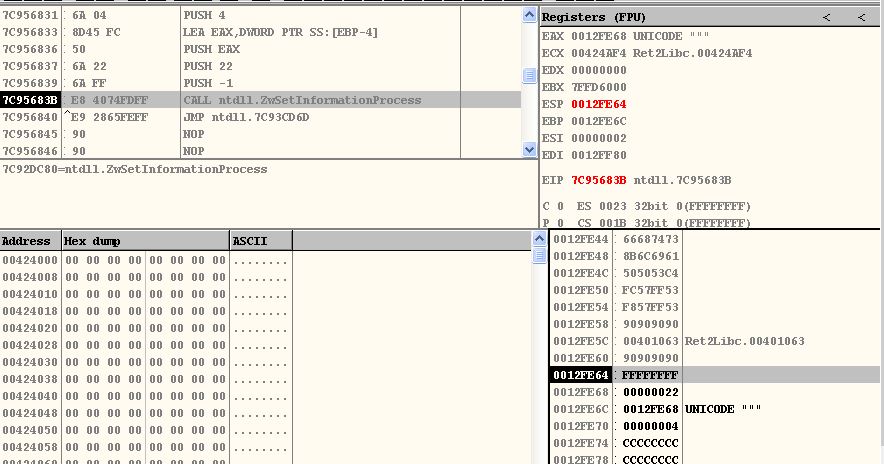 7C956831 6A 04 PUSH 4
7C956833 8D45 FC LEA EAX,DWORD PTR SS:[EBP-4]
7C956836 50 PUSH EAX
7C956837 6A 22 PUSH 22
7C956839 6A FF PUSH -1
7C95683B E8 4074FDFF CALL ntdll.ZwSetInformationProcess
7C956840 ^E9 2865FEFF JMP ntdll.7C93CD6D
7C956845 90 NOP
7C956846 90 NOP
7C92DC80=ntdll.ZwSetInformationProcess
Registers (FPU) < <
EAX 0012FE68 UNICODE """
ECX 00424AF4 Ret2Libc.00424AF4
EDX 00000000
EBX 7FFD6000
ESP 0012FE64
EBP 0012FE6C
ESI 00000002
EDI 0012FF80
EIP 7C95683B ntdll.7C95683B
C 0 ES 0023 32bit 0(FFFFFFFF)
P 0 CS 001B 32bit 0(FFFFFFFF)
Address Hex dump ASCII
00424000 00 00 00 00 00 00 00 00 ........
00424008 00 00 00 00 00 00 00 00 ........
00424010 00 00 00 00 00 00 00 00 ........
00424018 00 00 00 00 00 00 00 00 ........
00424020 00 00 00 00 00 00 00 00 ........
00424028 00 00 00 00 00 00 00 00 ........
00424030 00 00 00 00 00 00 00 00 ........
00424038 00 00 00 00 00 00 00 00 ........
00424040 00 00 00 00 00 00 00 00 ........
00424048 00 00 00 00 00 00 00 00 ........
00424050 00 00 00 00 00 00 00 00 ........
00424058 00 00 00 00 00 00 00 00 ........
0012FE44 66687473
0012FE48 8B6C6961
0012FE4C 505053C4
0012FE50 FC57FF53
0012FE54 F857FF53
0012FE58 90909090
0012FE5C 00401063 Ret2Libc.00401063
0012FE60 90909090
0012FE64 FFFFFFFF
0012FE68 00000022
0012FE6C 0012FE68 UNICODE """
0012FE70 00000004
0012FE74 CCCCCCCC
0012FE78 CCCCCCCC